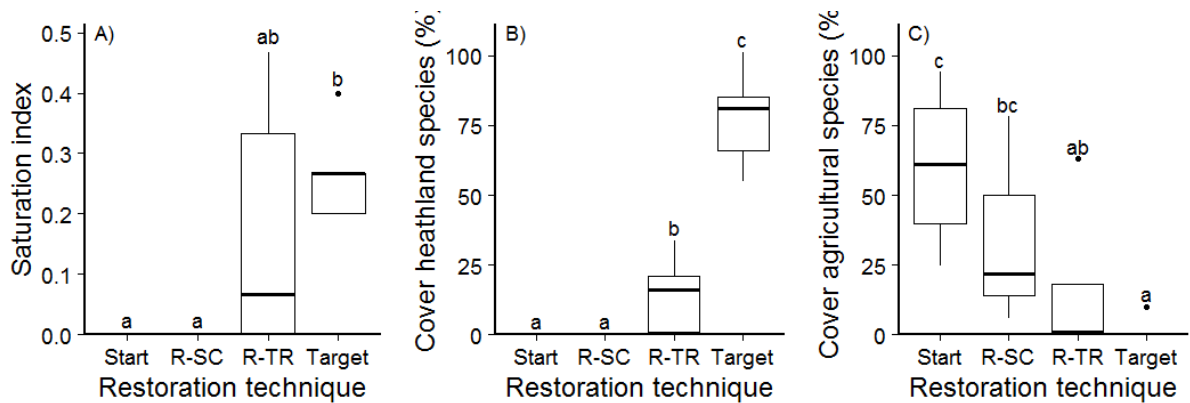 A)
Saturation index
0.5
0.4
0.3
0.2
0.1
0.0
a
a
ab
b
Start R-SC R-TR Target
Restoration technique
B)
Cover heathland species (%)
100
75
50
25
0
a
a
b
c
Start R-SC R-TR Target
Restoration technique
C)
Cover agricultural species (%
100
75
50
25
0
c
bc
ab
a
Start R-SC R-TR Target
Restoration technique